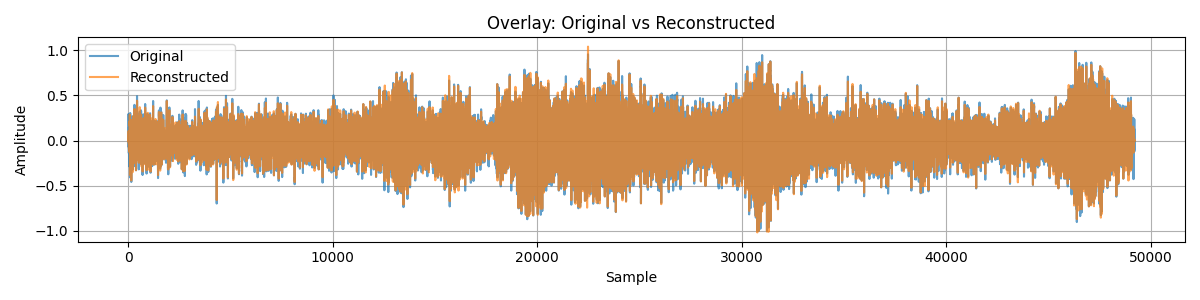 Overlay: Original vs Reconstructed
Original
Reconstructed
1.0
0.5
0.0
−0.5
−1.0
Amplitude
0 10000 20000 30000 40000 50000
Sample